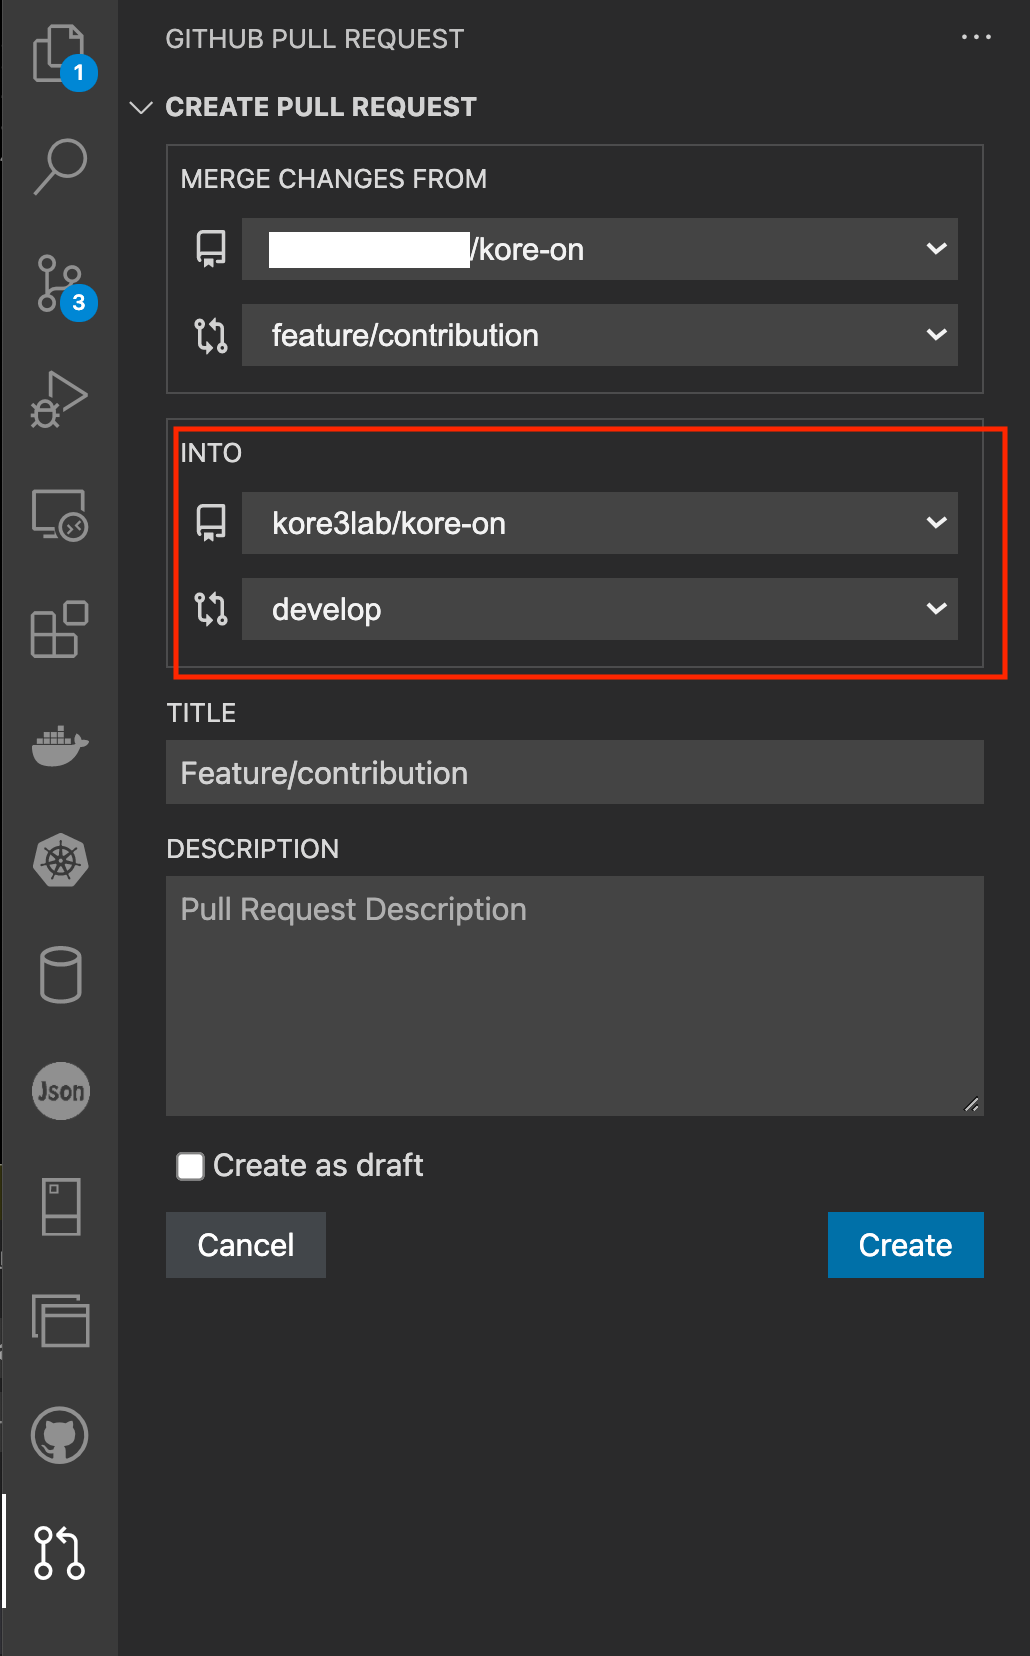 GITHUB PULL REQUEST
1
CREATE PULL REQUEST
MERGE CHANGES FROM
/kore-on
feature/contribution
3
INTO
kore3lab/kore-on
develop
TITLE
Feature/contribution
DESCRIPTION
Pull Request Description
Json
Create as draft
Cancel
Create